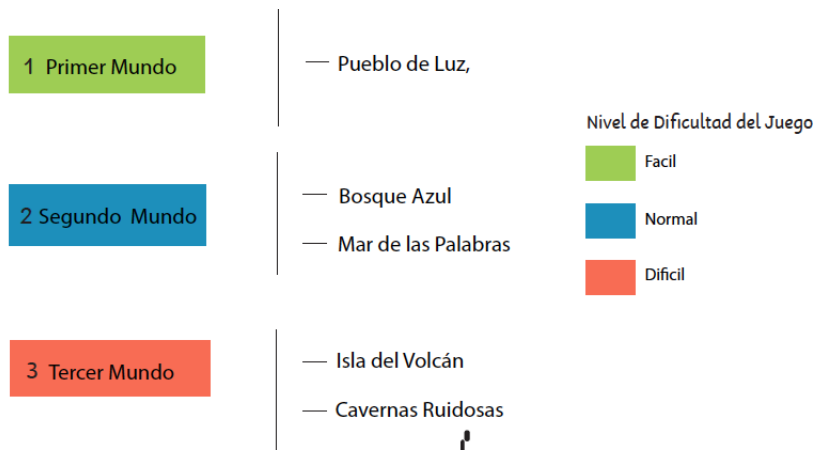 1 Primer Mundo
Pueblo de Luz,
2 Segundo Mundo
Bosque Azul
Mar de las Palabras
3 Tercer Mundo
Isla del Volcán
Cavernas Ruidosas
Nivel de Dificultad del Juego
Facil
Normal
Dificil